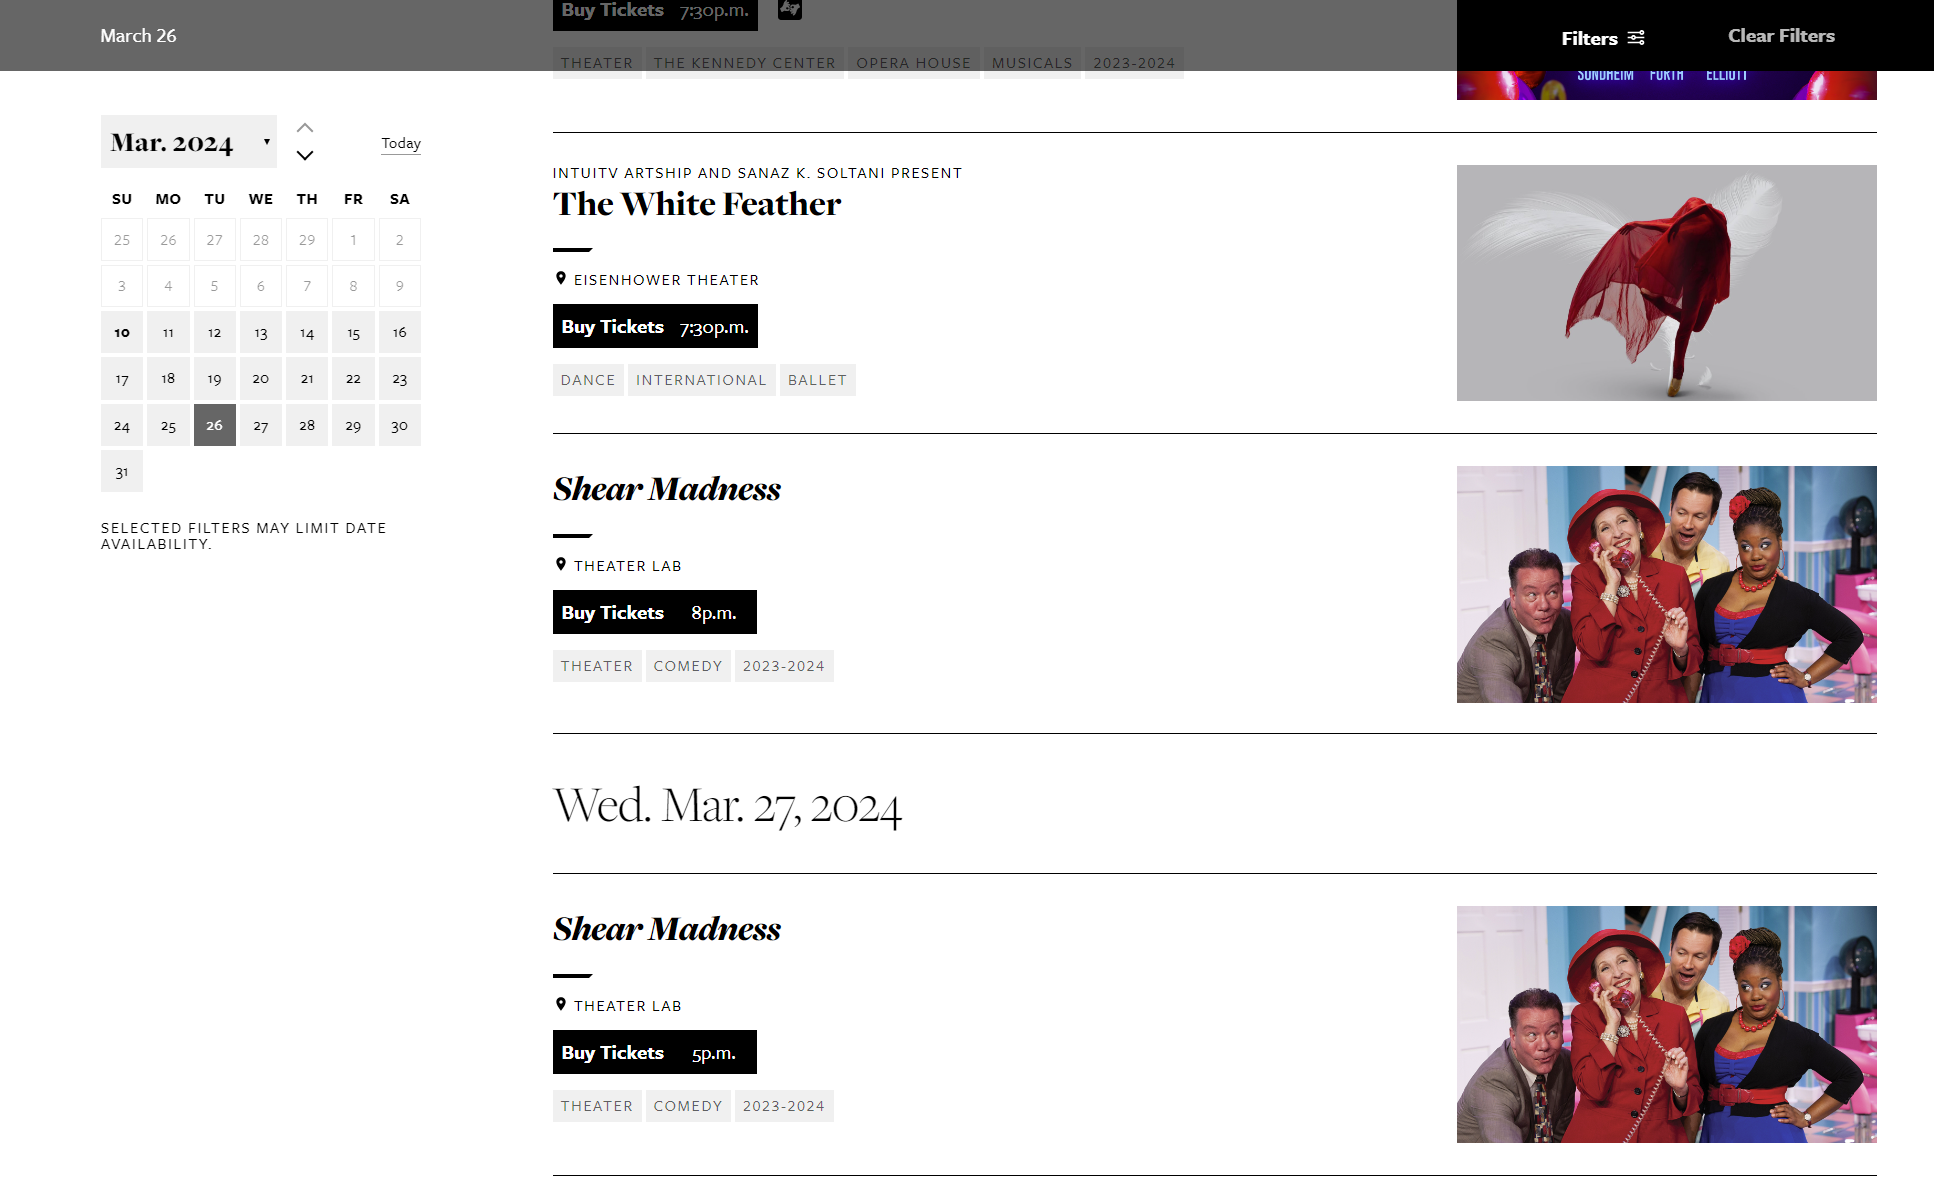 March 26
Buy Tickets 7:30p.m.
Filters
Clear Filters
THEATER THE KENNEDY CENTER OPERA HOUSE MUSICALS 2023-2024
SONDHEIM FURTH ELLIOTT
Mar. 2024
Today
SU MO TU WE TH FR SA
25 26 27 28 29 1 2
3 4 5 6 7 8 9
10 11 12 13 14 15 16
17 18 19 20 21 22 23
24 25 26 27 28 29 30
31
SELECTED FILTERS MAY LIMIT DATE
AVAILABILITY.
INTUITV ARTSHIP AND SANAZ K. SOLTANI PRESENT
The White Feather
EISENHOWER THEATER
Buy Tickets 7:30p.m.
DANCE INTERNATIONAL BALLET
Shear Madness
THEATER LAB
Buy Tickets 8p.m.
THEATER COMEDY 2023-2024
Wed. Mar. 27, 2024
Shear Madness
THEATER LAB
Buy Tickets 5p.m.
THEATER COMEDY 2023-2024